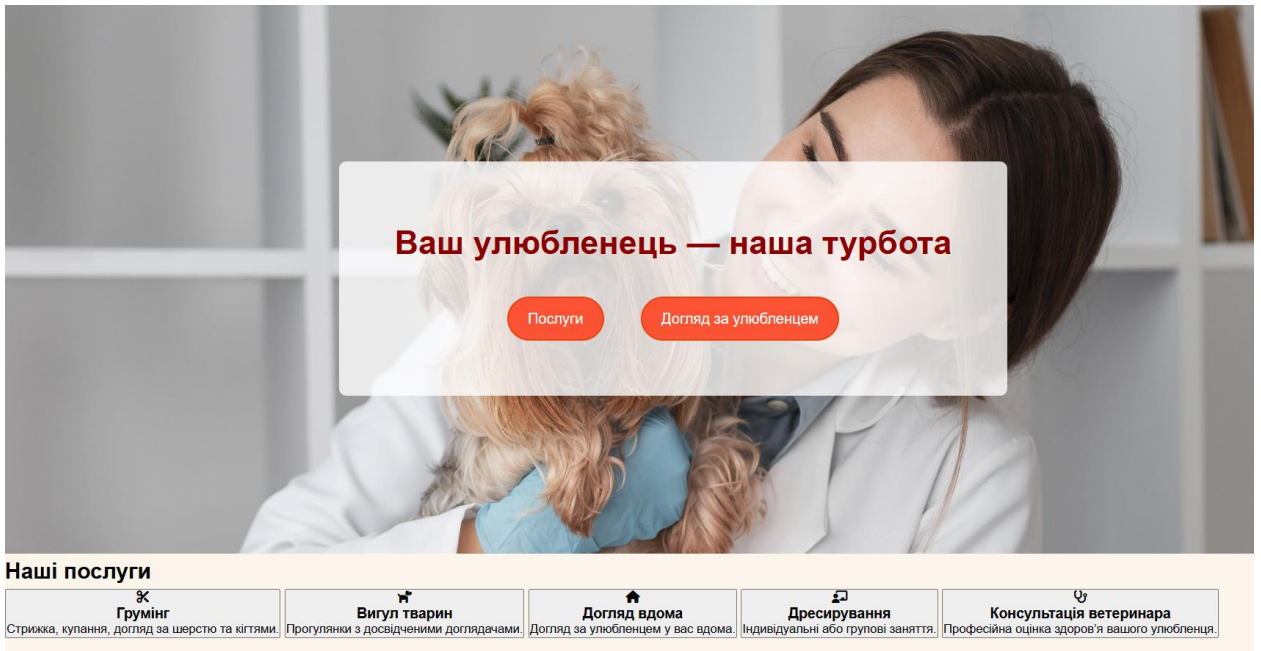 Ваш улюбленець — наша турбота
Послуги
Догляд за улюбленцем
Наші послуги
Грумінг
Стрижка, купання, догляд за шерстю та кігтями.
Вигул тварин
Прогулянки з досвідченими доглядачами.
Догляд вдома
Догляд за улюбленцем у вас вдома.
Дресирування
Індивідуальні або групові заняття.
Консультація ветеринара
Професійна оцінка здоров’я вашого улюбленця.